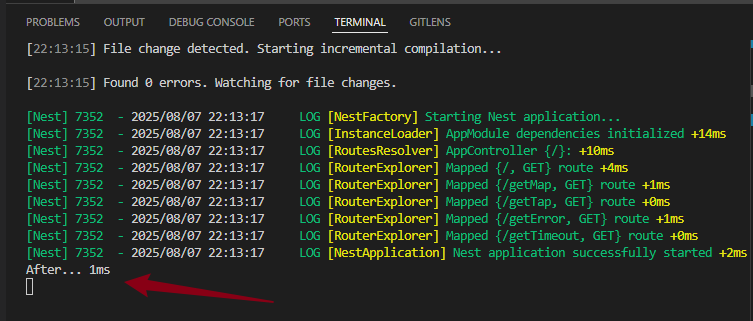 PROBLEMS OUTPUT DEBUG CONSOLE PORTS TERMINAL GITLENS
[22:13:15] File change detected. Starting incremental compilation...
[22:13:15] Found 0 errors. Watching for file changes.
[Nest] 7352  - 2025/08/07 22:13:17     LOG [NestFactory] Starting Nest application...
[Nest] 7352  - 2025/08/07 22:13:17     LOG [InstanceLoader] AppModule dependencies initialized +14ms
[Nest] 7352  - 2025/08/07 22:13:17     LOG [RoutesResolver] AppController {/}: +10ms
[Nest] 7352  - 2025/08/07 22:13:17     LOG [RouterExplorer] Mapped {/, GET} route +4ms
[Nest] 7352  - 2025/08/07 22:13:17     LOG [RouterExplorer] Mapped {/getMap, GET} route +1ms
[Nest] 7352  - 2025/08/07 22:13:17     LOG [RouterExplorer] Mapped {/getTap, GET} route +0ms
[Nest] 7352  - 2025/08/07 22:13:17     LOG [RouterExplorer] Mapped {/getError, GET} route +1ms
[Nest] 7352  - 2025/08/07 22:13:17     LOG [RouterExplorer] Mapped {/getTimeout, GET} route +0ms
[Nest] 7352  - 2025/08/07 22:13:17     LOG [NestApplication] Nest application successfully started +2ms
After... 1ms